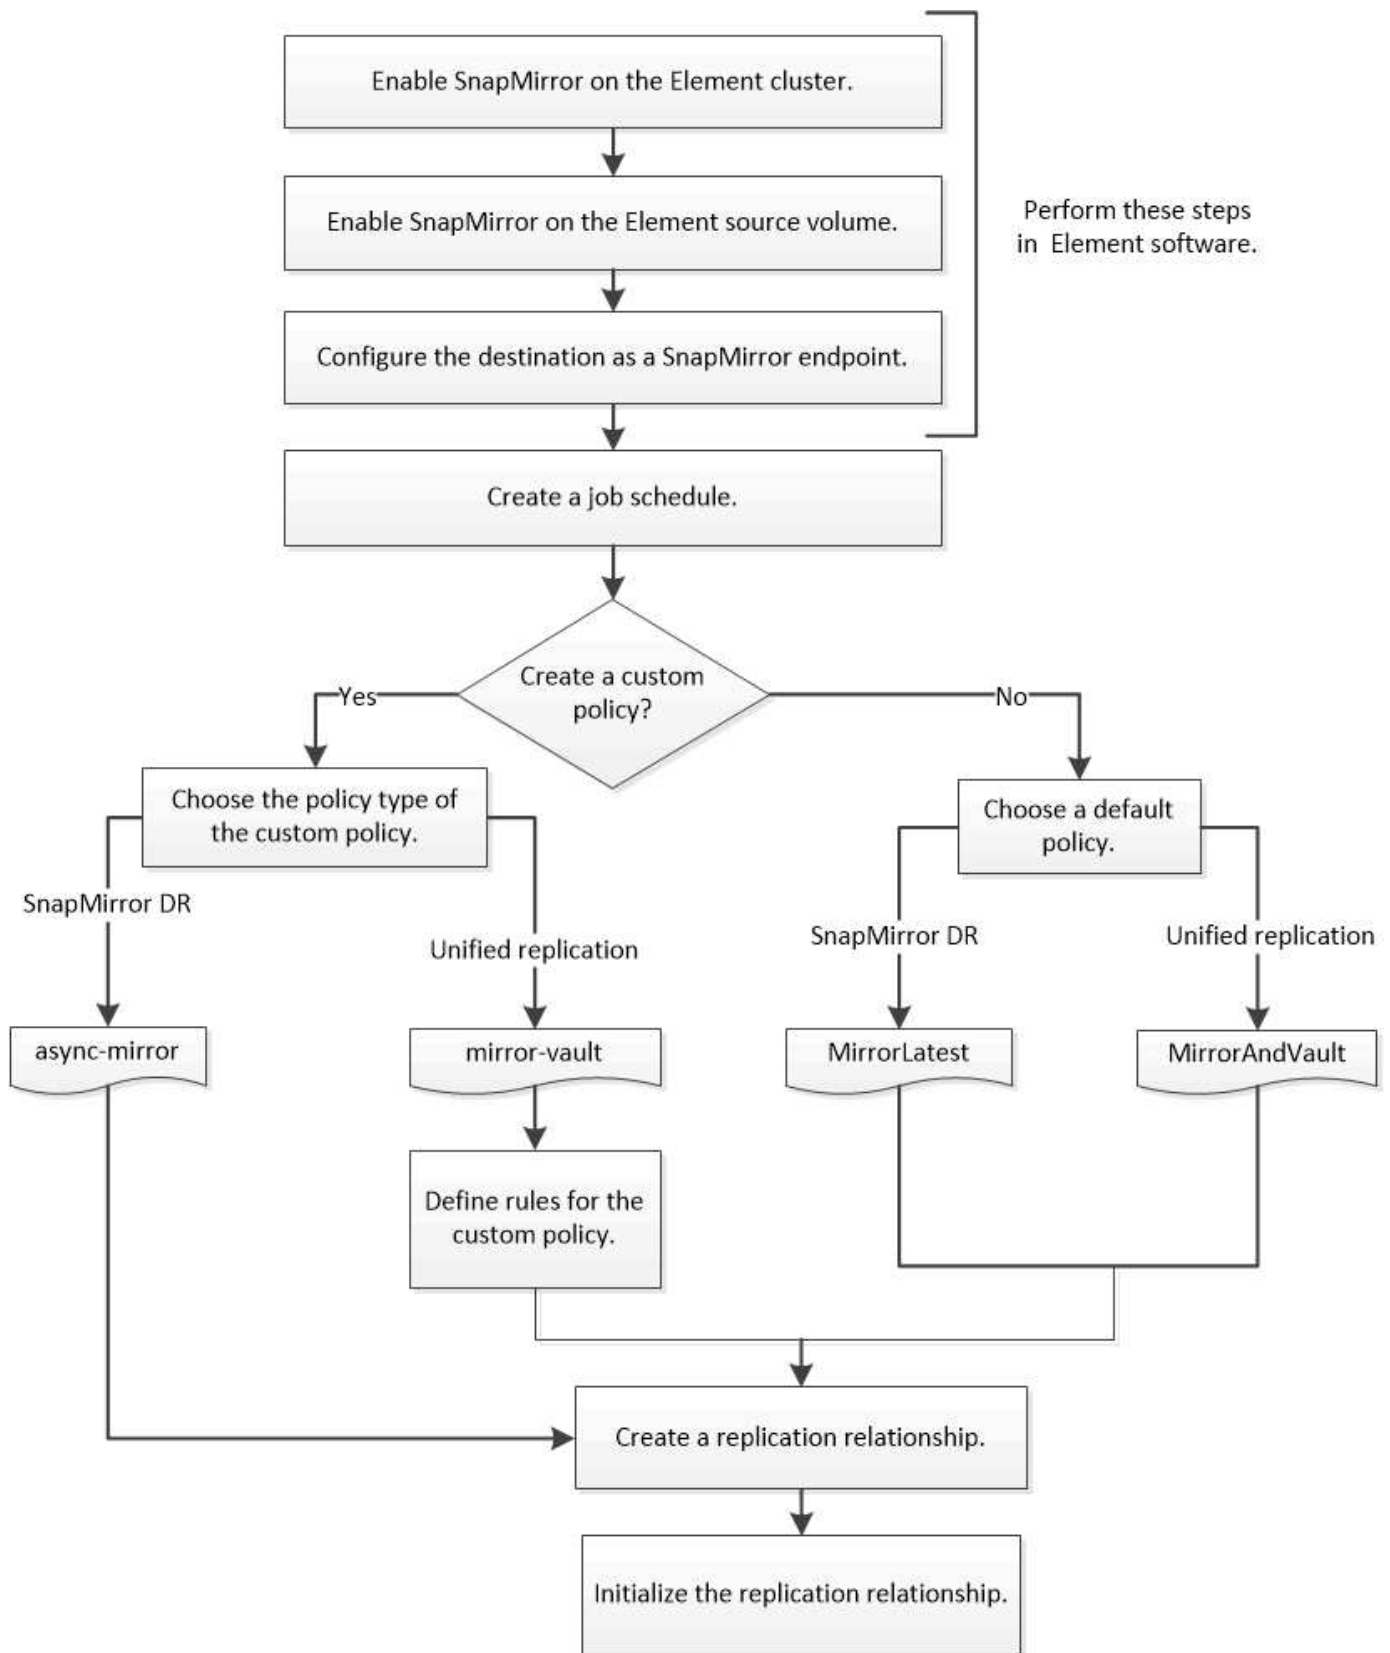 Enable SnapMirror on the Element cluster.
Enable SnapMirror on the Element source volume.
Perform these steps
in Element software.
Configure the destination as a SnapMirror endpoint.
Create a job schedule.
Create a custom
policy?
Yes
No
Choose the policy type of
the custom policy.
Choose a default
policy.
SnapMirror DR
Unified replication
SnapMirror DR
Unified replication
async-mirror
mirror-vault
MirrorLatest
MirrorAndVault
Define rules for the
custom policy.
Create a replication relationship.
Initialize the replication relationship.